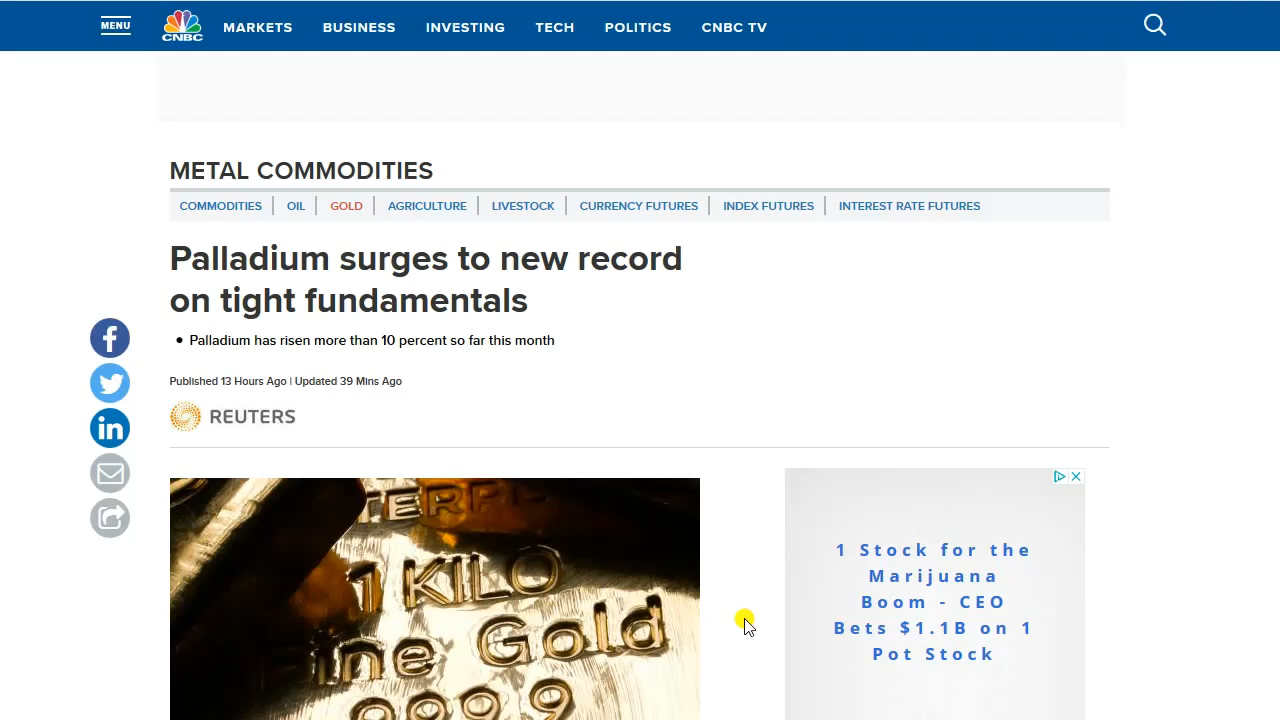 MENU
CNBC
MARKETS
BUSINESS
INVESTING
TECH
POLITICS
CNBC TV
METAL COMMODITIES
COMMODITIES
OIL
GOLD
AGRICULTURE
LIVESTOCK
CURRENCY FUTURES
INDEX FUTURES
INTEREST RATE FUTURES
Palladium surges to new record
on tight fundamentals
• Palladium has risen more than 10 percent so far this month
Published 13 Hours Ago | Updated 39 Mins Ago
REUTERS
1 KILO
Fine Gold
999.9
1 Stock for the
Marijuana
Boom - CEO
Bets $1.1B on 1
Pot Stock